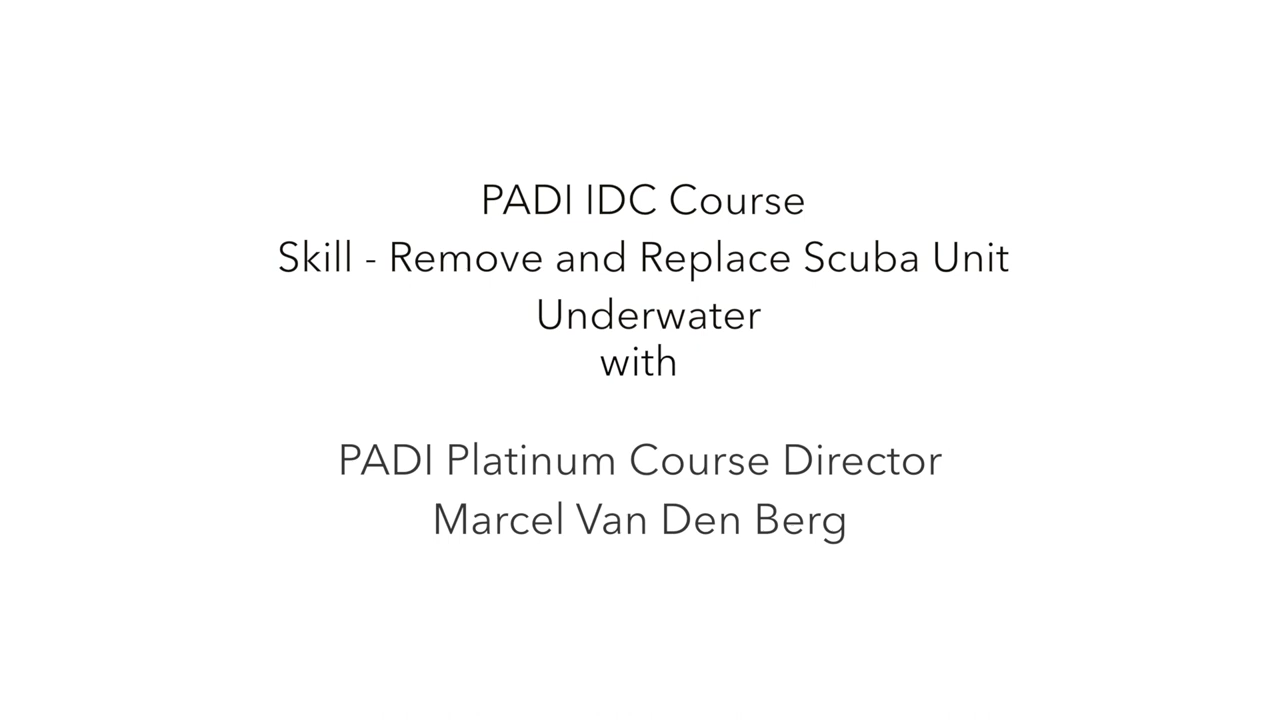 PADI IDC Course
Skill - Remove and Replace Scuba Unit
Underwater
with
PADI Platinum Course Director
Marcel Van Den Berg